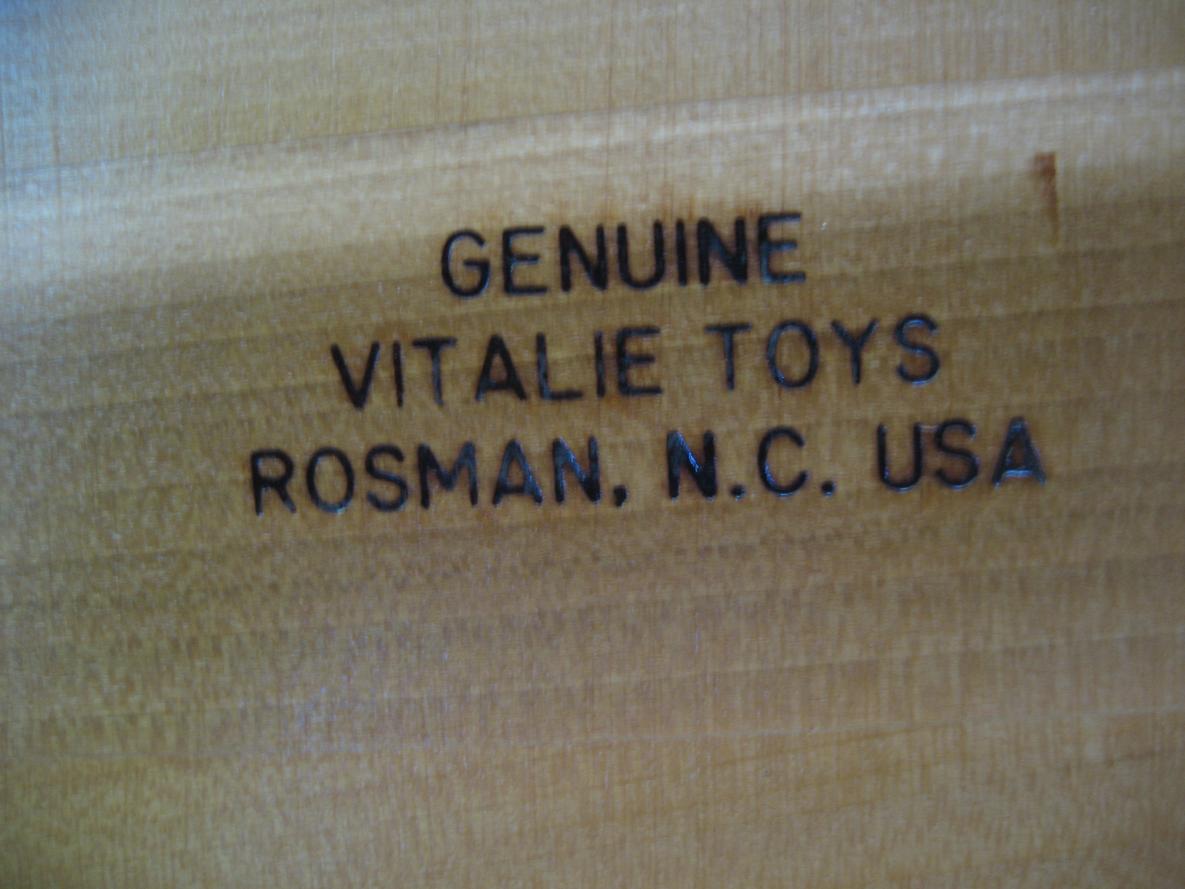 GENUINE
VITALIE TOYS
ROSMAN, N.C. USA